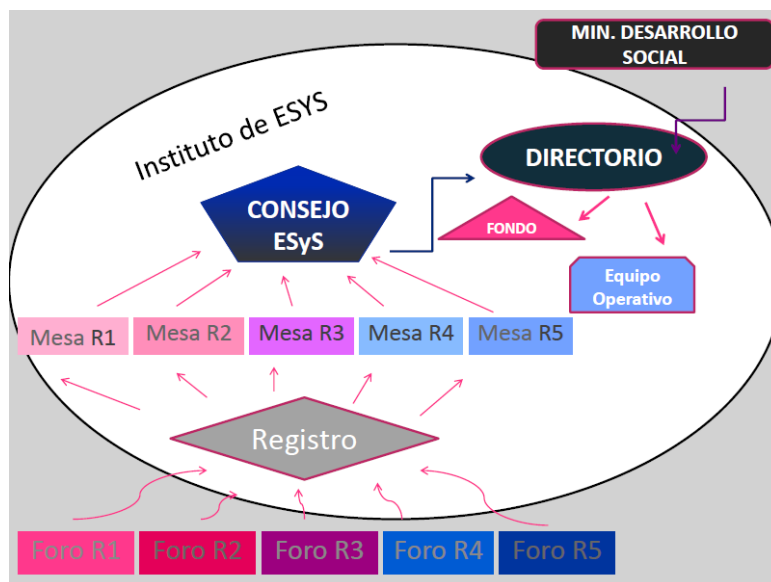 MIN. DESARROLLO
SOCIAL
Instituto de ESYS
DIRECTORIO
CONSEJO
ESyS
FONDO
Equipo
Operativo
Mesa R1
Mesa R2
Mesa R3
Mesa R4
Mesa R5
Registro
Foro R1
Foro R2
Foro R3
Foro R4
Foro R5